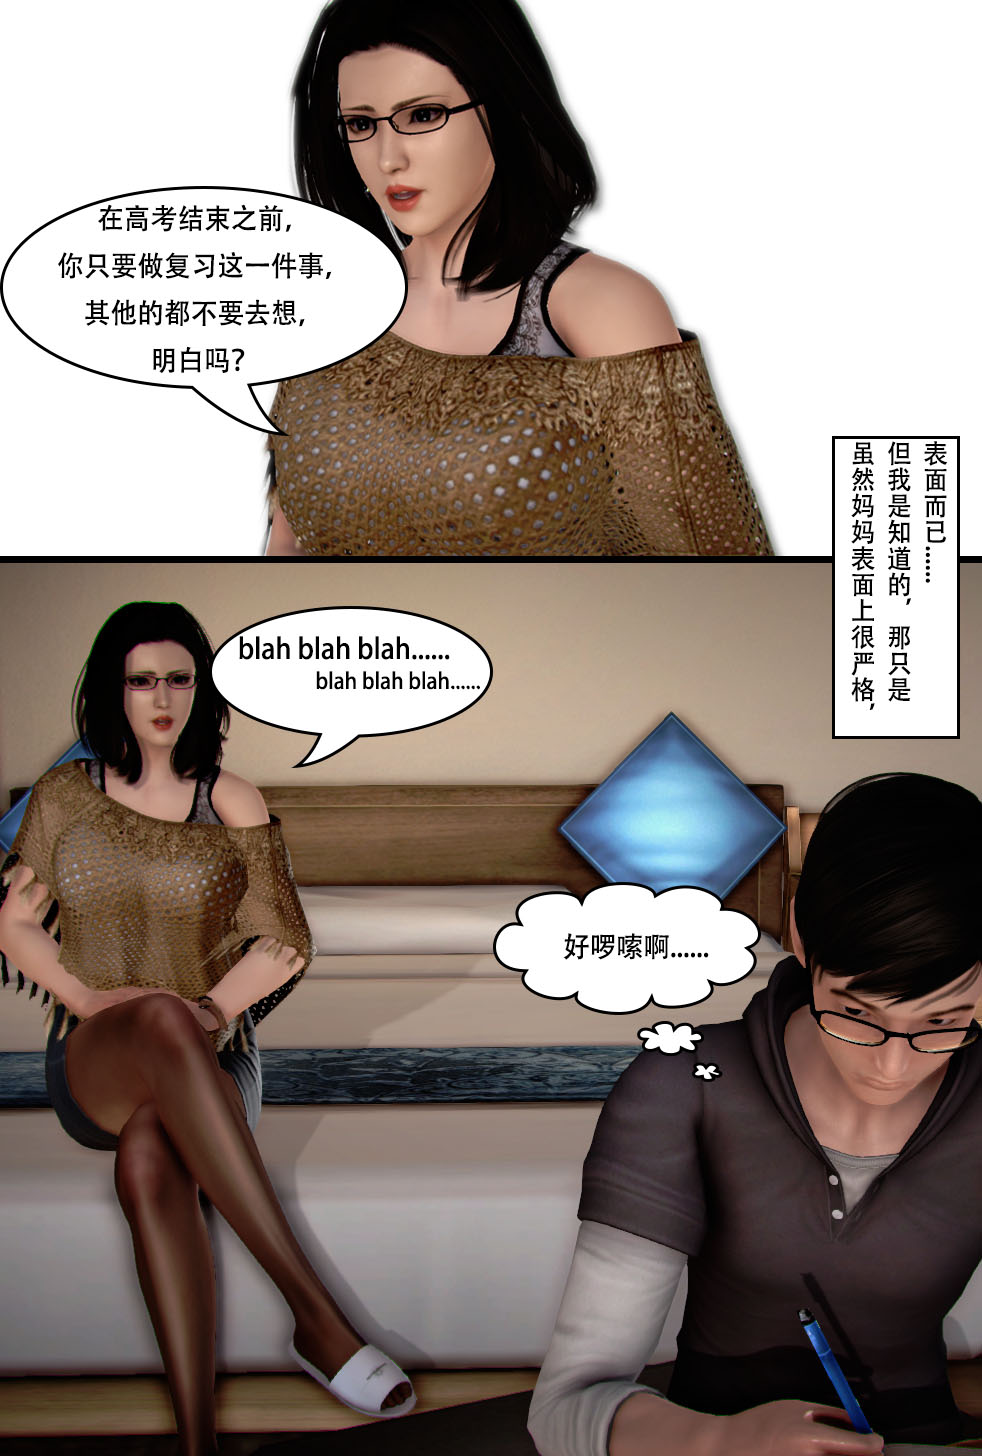 在高考结束之前,
你只要做复习这一件事,
其他的都不要去想,
明白吗?
虽然妈妈表面上很严格,
但我是知道的, 那只是
表面而已......
blah blah blah......
blah blah blah......
好啰嗦啊......